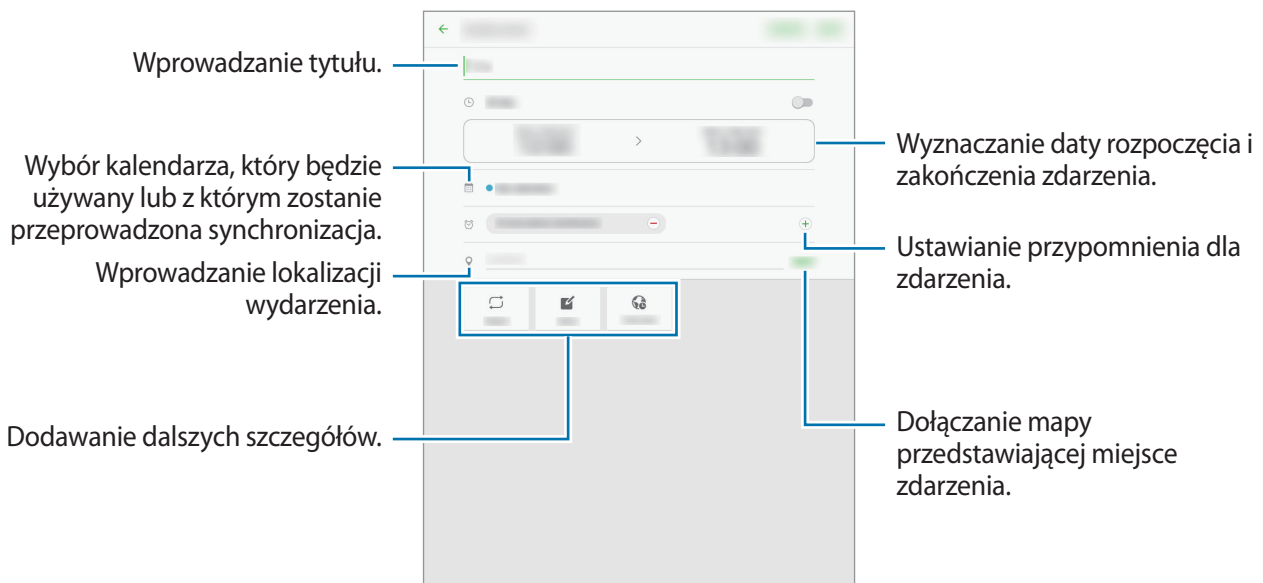 Wprowadzanie tytułu.
Wybór kalendarza, który będzie
używany lub z którym zostanie
przeprowadzona synchronizacja.
Wprowadzanie lokalizacji
wydarzenia.
Dodawanie dalszych szczegółów.
Wyznaczanie daty rozpoczęcia i
zakończenia zdarzenia.
Ustawianie przypomnienia dla
zdarzenia.
Dołączanie mapy
przedstawiającej miejsce
zdarzenia.